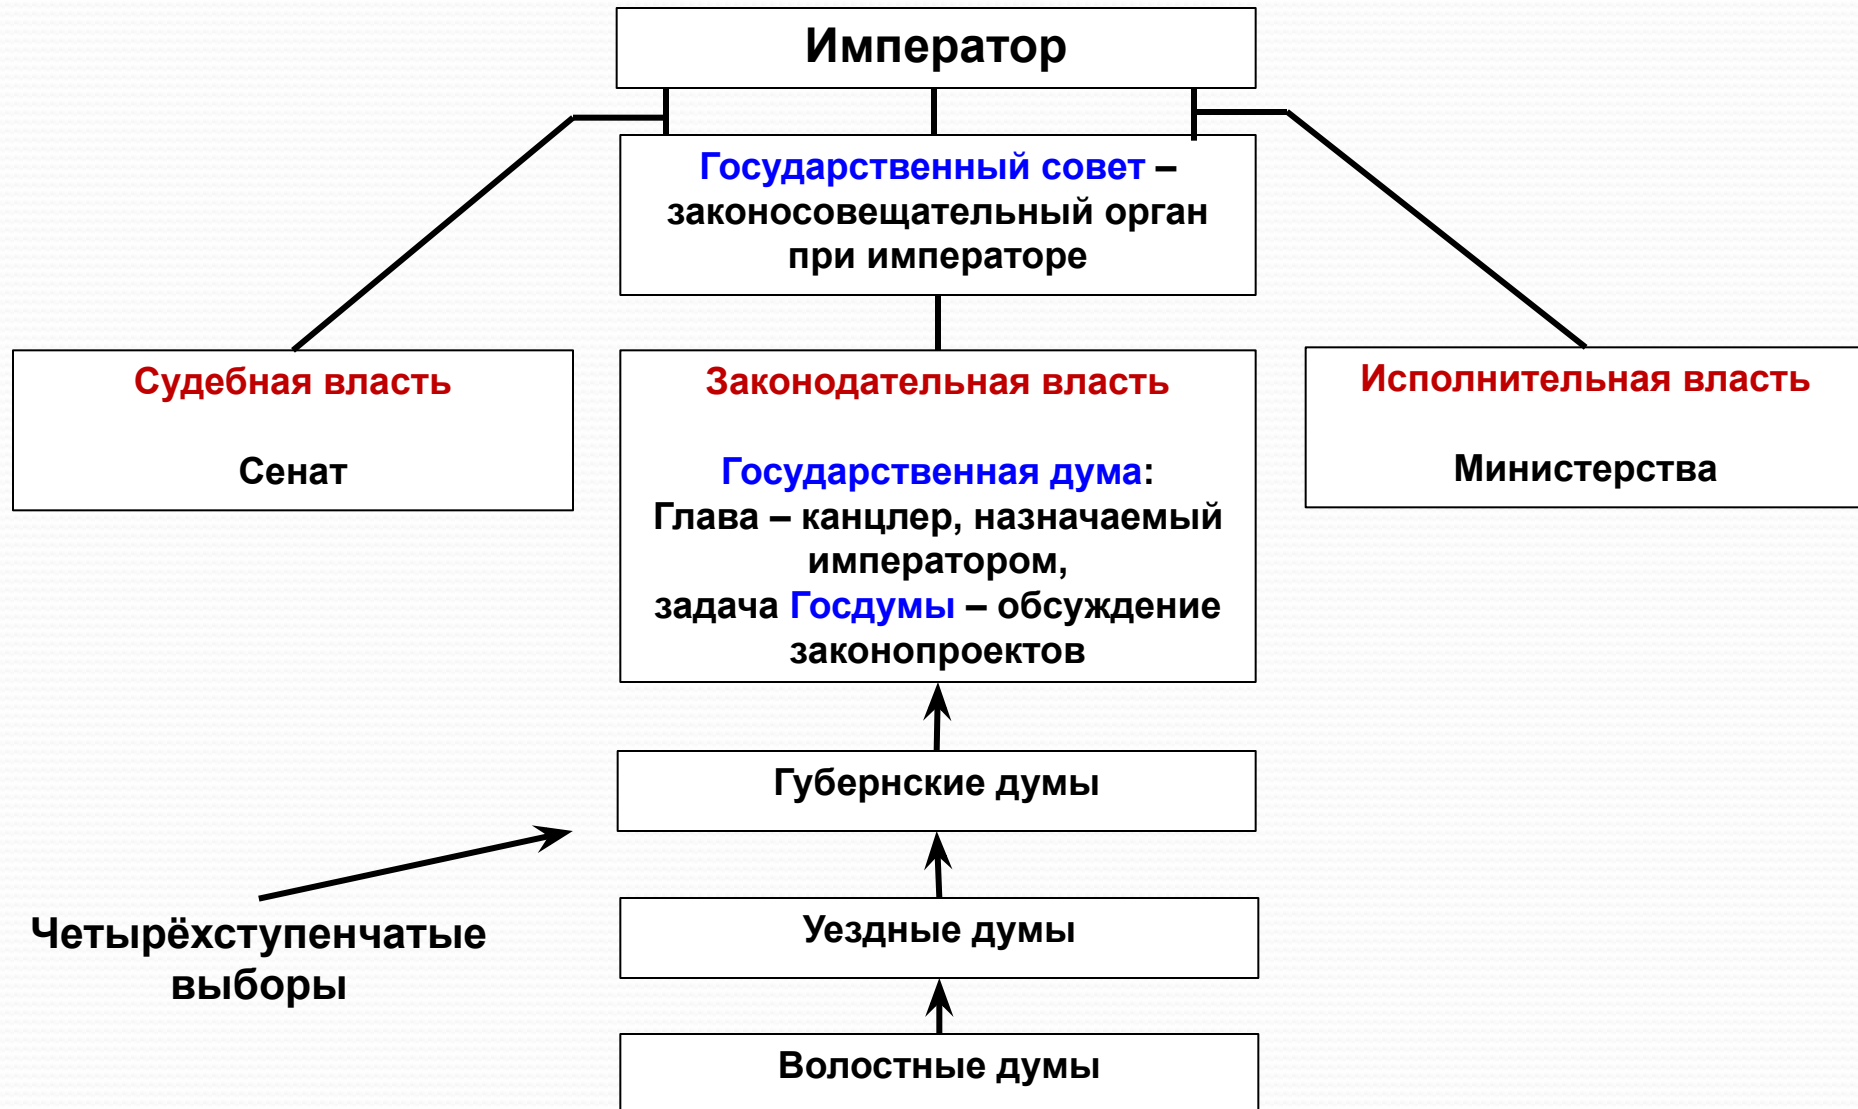 Император
Государственный совет –
законосовещательный орган
при императоре
Судебная власть
Сенат
Законодательная власть
Государственная дума:
Глава – канцлер, назначаемый
императором,
задача Госдумы – обсуждение
законопроектов
Исполнительная власть
Министерства
Губернские думы
Четырёхступенчатые
выборы
Уездные думы
Волостные думы